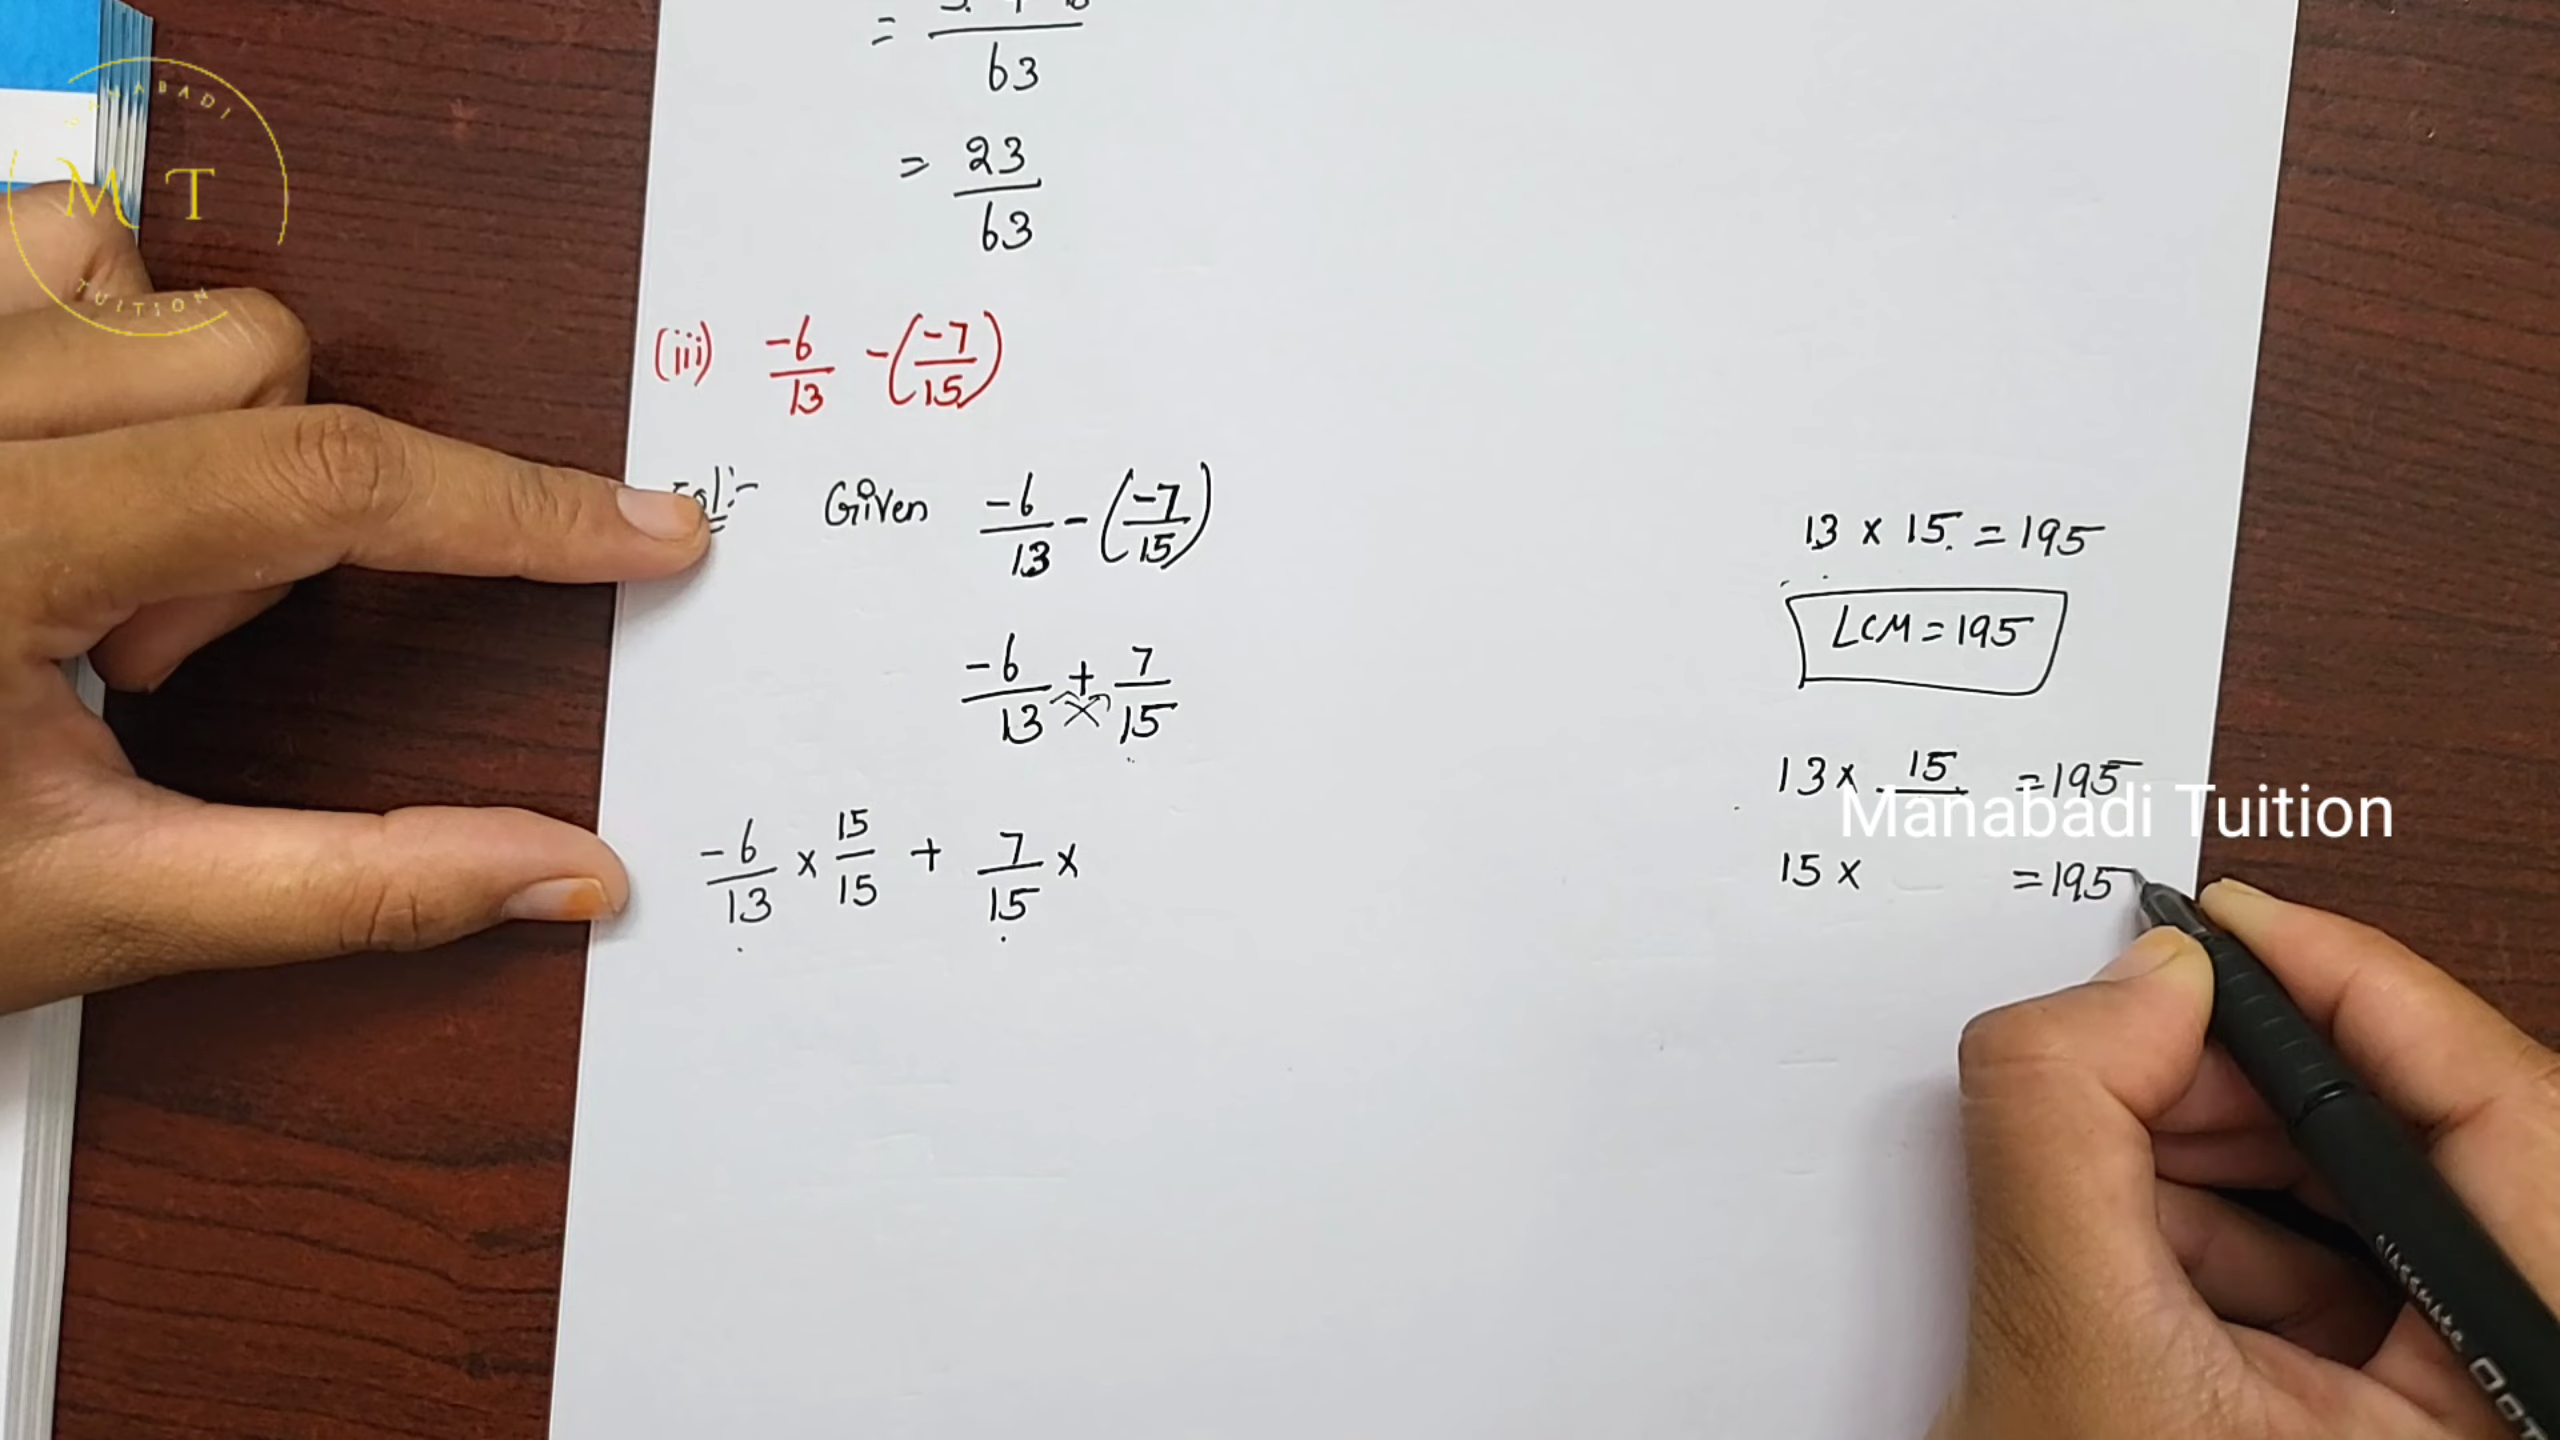 = /63
= 23/63
(iii) -6/13 - (-7/15)
Sol:- Given -6/13 - (-7/15)
-6/13 + 7/15
-6/13 × 15/15 + 7/15 ×
13 × 15 = 195
LCM = 195
13 × 15 = 195
15 × = 195
Manabadi Tuition
MANABADI
M T
TUITION
classmate OCT